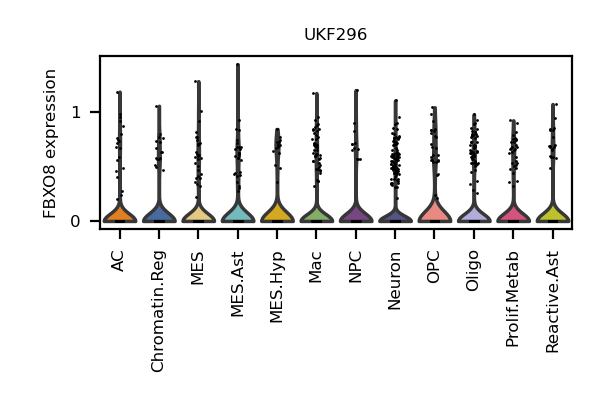 UKF296
FBXO8 expression
1
0
AC
Chromatin.Reg
MES
MES.Ast
MES.Hyp
Mac
NPC
Neuron
OPC
Oligo
Prolif.Metab
Reactive.Ast